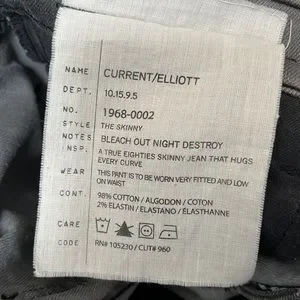 NAME CURRENT/ELLIOTT
DEPT. 10.15.9.5
NO. 1968-0002
STYLE THE SKINNY
NOTES BLEACH OUT NIGHT DESTROY
INSP. A TRUE EIGHTIES SKINNY JEAN THAT HUGS
EVERY CURVE
WEAR THIS PANT IS TO BE WORN VERY FITTED AND LOW
ON WAIST
CONT. 98% COTTON / ALGODON / COTON
2% ELASTIN / ELASTANO / ÉLASTHANNE
CARE
CODE RN# 105230 / CUT# 960